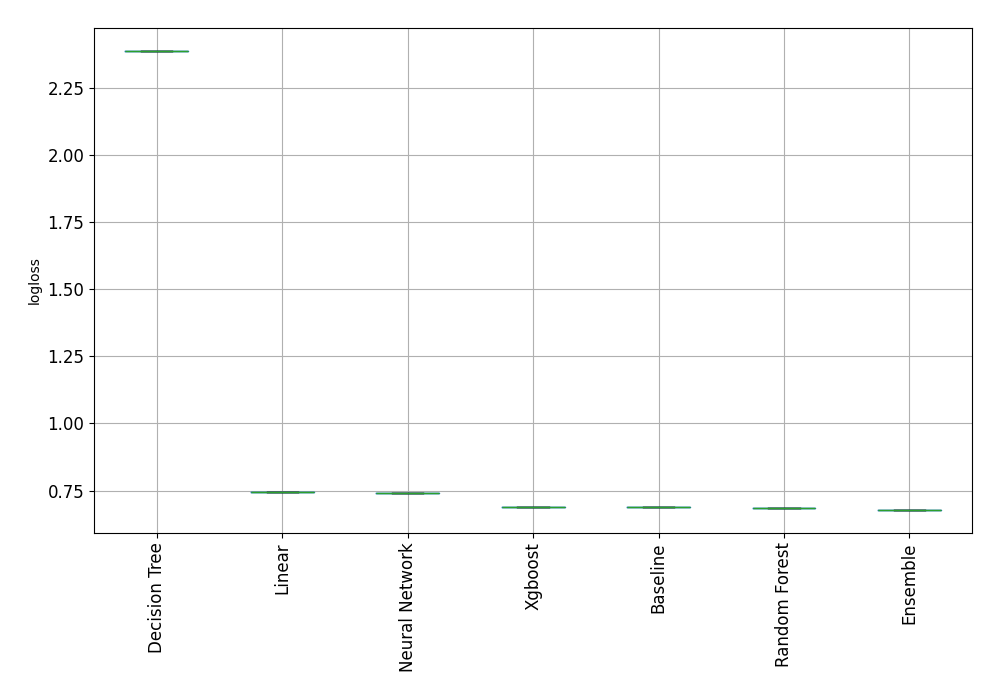 logloss
2.25
2.00
1.75
1.50
1.25
1.00
0.75
Decision Tree
Linear
Neural Network
Xgboost
Baseline
Random Forest
Ensemble